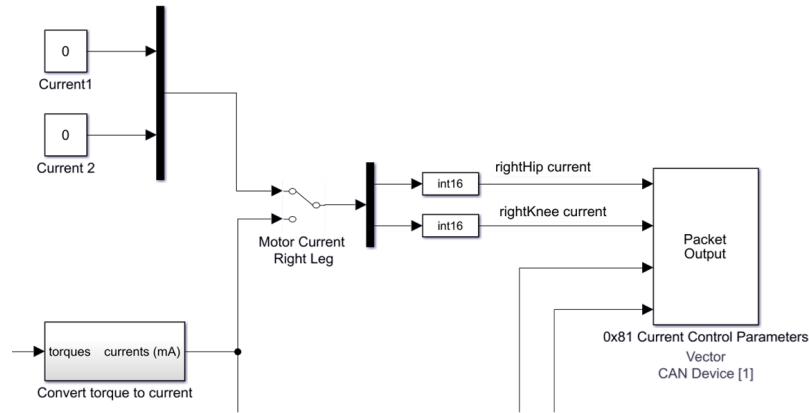 0
Current1
0
Current 2
rightHip current
int16
rightKnee current
int16
Motor Current
Right Leg
Packet
Output
0x81 Current Control Parameters
Vector
CAN Device [1]
torques currents (mA)
Convert torque to current